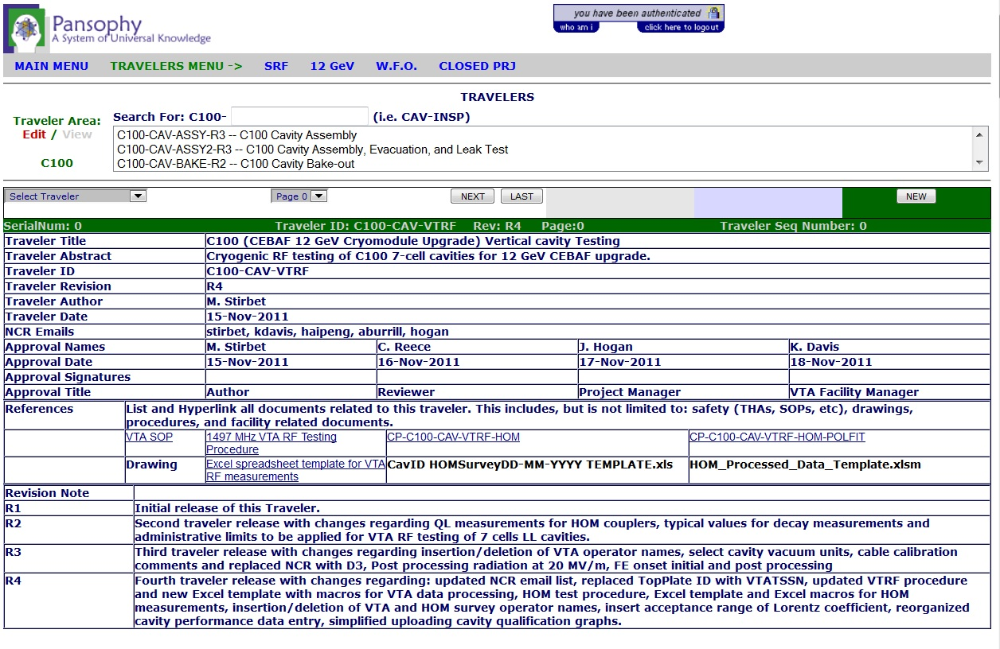 Pansophy
A System of Universal Knowledge
you have been authenticated
who am i click here to logout
MAIN MENU TRAVELERS MENU -> SRF 12 GeV W.F.O. CLOSED PRJ
TRAVELERS
Traveler Area:
Edit / View
C100
Search For: C100- (i.e. CAV-INSP)
C100-CAV-ASSY-R3 -- C100 Cavity Assembly
C100-CAV-ASSY2-R3 -- C100 Cavity Assembly, Evacuation, and Leak Test
C100-CAV-BAKE-R2 -- C100 Cavity Bake-out
Select Traveler Page 0 NEXT LAST NEW
SerialNum: 0 Traveler ID: C100-CAV-VTRF Rev: R4 Page:0 Traveler Seq Number: 0
Traveler Title C100 (CEBAF 12 GeV Cryomodule Upgrade) Vertical cavity Testing
Traveler Abstract Cryogenic RF testing of C100 7-cell cavities for 12 GeV CEBAF upgrade.
Traveler ID C100-CAV-VTRF
Traveler Revision R4
Traveler Author M. Stirbet
Traveler Date 15-Nov-2011
NCR Emails stirbet, kdavis, haipeng, aburrill, hogan
Approval Names M. Stirbet C. Reece J. Hogan K. Davis
Approval Date 15-Nov-2011 16-Nov-2011 17-Nov-2011 18-Nov-2011
Approval Signatures
Approval Title Author Reviewer Project Manager VTA Facility Manager
References List and Hyperlink all documents related to this traveler. This includes, but is not limited to: safety (THAs, SOPs, etc), drawings,
procedures, and facility related documents.
VTA SOP 1497 MHz VTA RF Testing CP-C100-CAV-VTRF-HOM CP-C100-CAV-VTRF-HOM-POLFIT
Procedure
Drawing Excel spreadsheet template for VTA CavID HOMSurveyDD-MM-YYYY TEMPLATE.xls HOM_Processed_Data_Template.xlsm
RF measurements
Revision Note
R1 Initial release of this Traveler.
R2 Second traveler release with changes regarding QL measurements for HOM couplers, typical values for decay measurements and
administrative limits to be applied for VTA RF testing of 7 cells LL cavities.
R3 Third traveler release with changes regarding insertion/deletion of VTA operator names, select cavity vacuum units, cable calibration
comments and replaced NCR with D3, Post processing radiation at 20 MV/m, FE onset initial and post processing
R4 Fourth traveler release with changes regarding: updated NCR email list, replaced TopPlate ID with VTATSSN, updated VTRF procedure
and new Excel template with macros for VTA data processing, HOM test procedure, Excel template and Excel macros for HOM
measurements, insertion/deletion of VTA and HOM survey operator names, insert acceptance range of Lorentz coefficient, reorganized
cavity performance data entry, simplified uploading cavity qualification graphs.